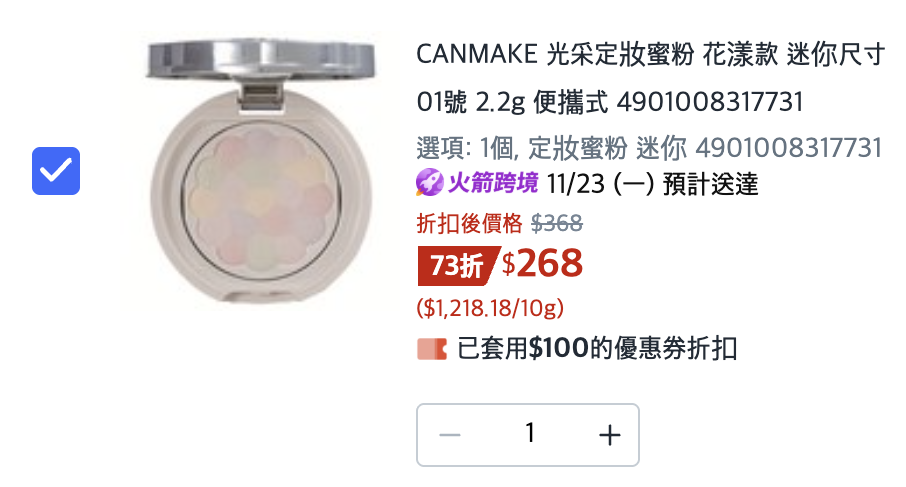 CANMAKE 光采定妝蜜粉 花漾款 迷你尺寸
01號 2.2g 便攜式 4901008317731
選項: 1個, 定妝蜜粉 迷你 4901008317731
火箭跨境 11/23 (一) 預計送達
折扣後價格 $368
73折 $268
($1,218.18/10g)
已套用$100的優惠券折扣
− 1 +